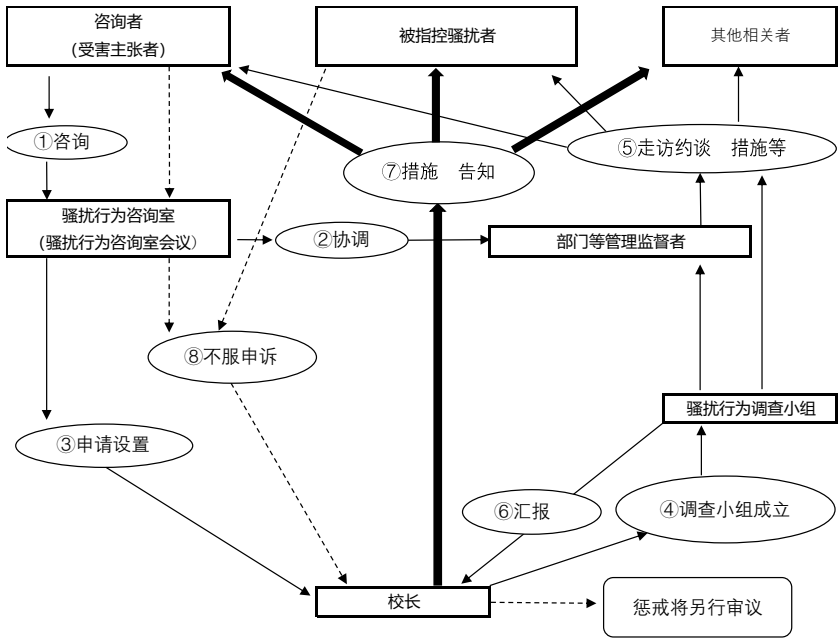 咨询者
(受害主张者)
被指控骚扰者
其他相关者
①咨询
⑤走访约谈　措施等
⑦措施　告知
骚扰行为咨询室
(骚扰行为咨询室会议)
②协调
部门等管理监督者
⑧不服申诉
骚扰行为调查小组
③申请设置
⑥汇报
④调查小组成立
校长
惩戒将另行审议